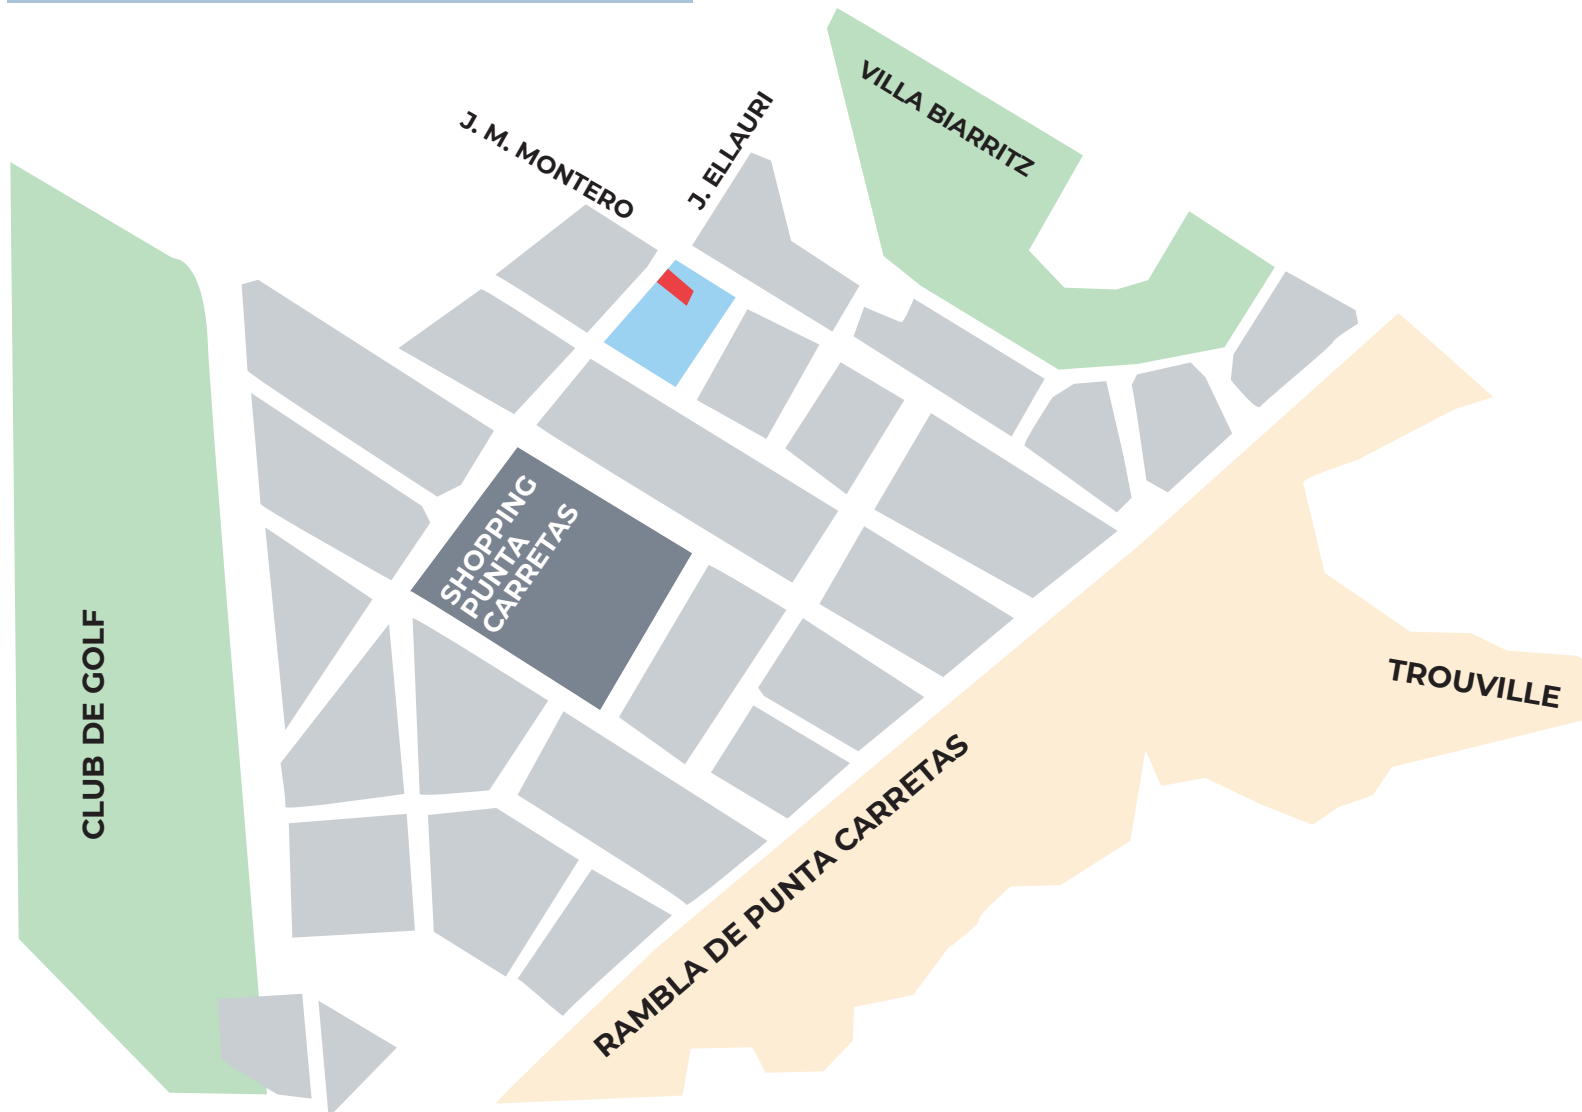 VILLA BIARRITZ
J. M. MONTERO
J. ELLAURI
SHOPPING
PUNTA
CARRETAS
CLUB DE GOLF
TROUVILLE
RAMBLA DE PUNTA CARRETAS